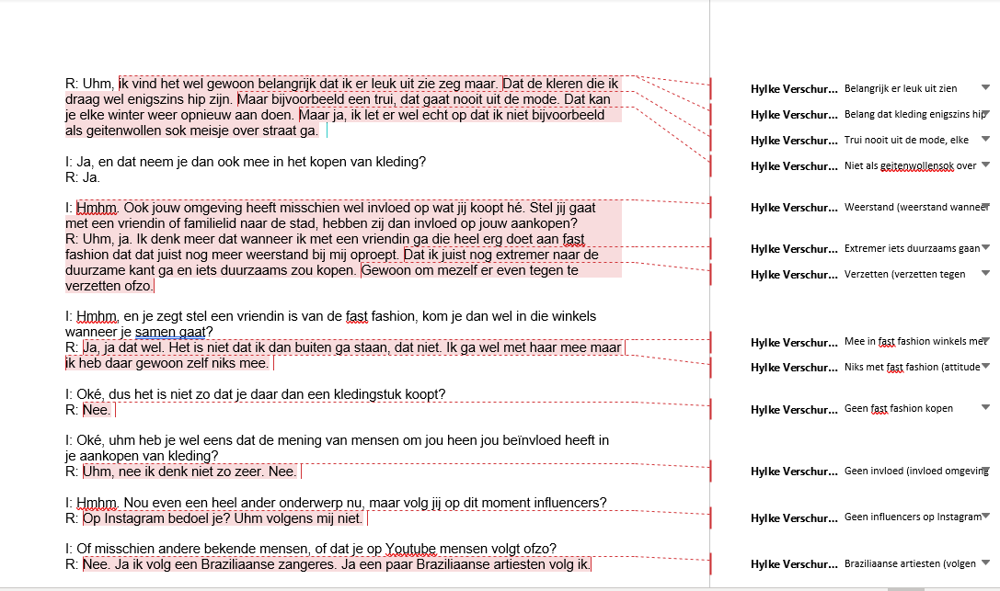 R: Uhm, ik vind het wel gewoon belangrijk dat ik er leuk uit zie zeg maar. Dat de kleren die ik
draag wel enigszins hip zijn. Maar bijvoorbeeld een trui, dat gaat nooit uit de mode. Dat kan
je elke winter weer opnieuw aan doen. Maar ja, ik let er wel echt op dat ik niet bijvoorbeeld
als geitenwollen sok meisje over straat ga.
I: Ja, en dat neem je dan ook mee in het kopen van kleding?
R: Ja.
I: Hmhm. Ook jouw omgeving heeft misschien wel invloed op wat jij koopt hé. Stel jij gaat
met een vriendin of familielid naar de stad, hebben zij dan invloed op jouw aankopen?
R: Uhm, ja. Ik denk meer dat wanneer ik met een vriendin ga die heel erg doet aan fast
fashion dat dat juist nog meer weerstand bij mij oproept. Dat ik juist nog extremer naar de
duurzame kant ga en iets duurzaams zou kopen. Gewoon om mezelf er even tegen te
verzetten ofzo.
I: Hmhm, en je zegt stel een vriendin is van de fast fashion, kom je dan wel in die winkels
wanneer je samen gaat?
R: Ja, ja dat wel. Het is niet dat ik dan buiten ga staan, dat niet. Ik ga wel met haar mee maar
ik heb daar gewoon zelf niks mee.
I: Oké, dus het is niet zo dat je daar dan een kledingstuk koopt?
R: Nee.
I: Oké, uhm heb je wel eens dat de mening van mensen om jou heen jou beïnvloed heeft in
je aankopen van kleding?
R: Uhm, nee ik denk niet zo zeer. Nee.
I: Hmhm. Nou even een heel ander onderwerp nu, maar volg jij op dit moment influencers?
R: Op Instagram bedoel je? Uhm volgens mij niet.
I: Of misschien andere bekende mensen, of dat je op Youtube mensen volgt ofzo?
R: Nee. Ja ik volg een Braziliaanse zangeres. Ja een paar Braziliaanse artiesten volg ik.
Hylke Verschur... Belangrijk er leuk uit zien
Hylke Verschur... Belang dat kleding enigszins hip
Hylke Verschur... Trui nooit uit de mode, elke
Hylke Verschur... Niet als geitenwollensok over
Hylke Verschur... Weerstand (weerstand wanneer
Hylke Verschur... Extremer iets duurzaams gaan
Hylke Verschur... Verzetten (verzetten tegen
Hylke Verschur... Mee in fast fashion winkels met
Hylke Verschur... Niks met fast fashion (attitude
Hylke Verschur... Geen fast fashion kopen
Hylke Verschur... Geen invloed (invloed omgeving
Hylke Verschur... Geen influencers op Instagram
Hylke Verschur... Braziliaanse artiesten (volgen